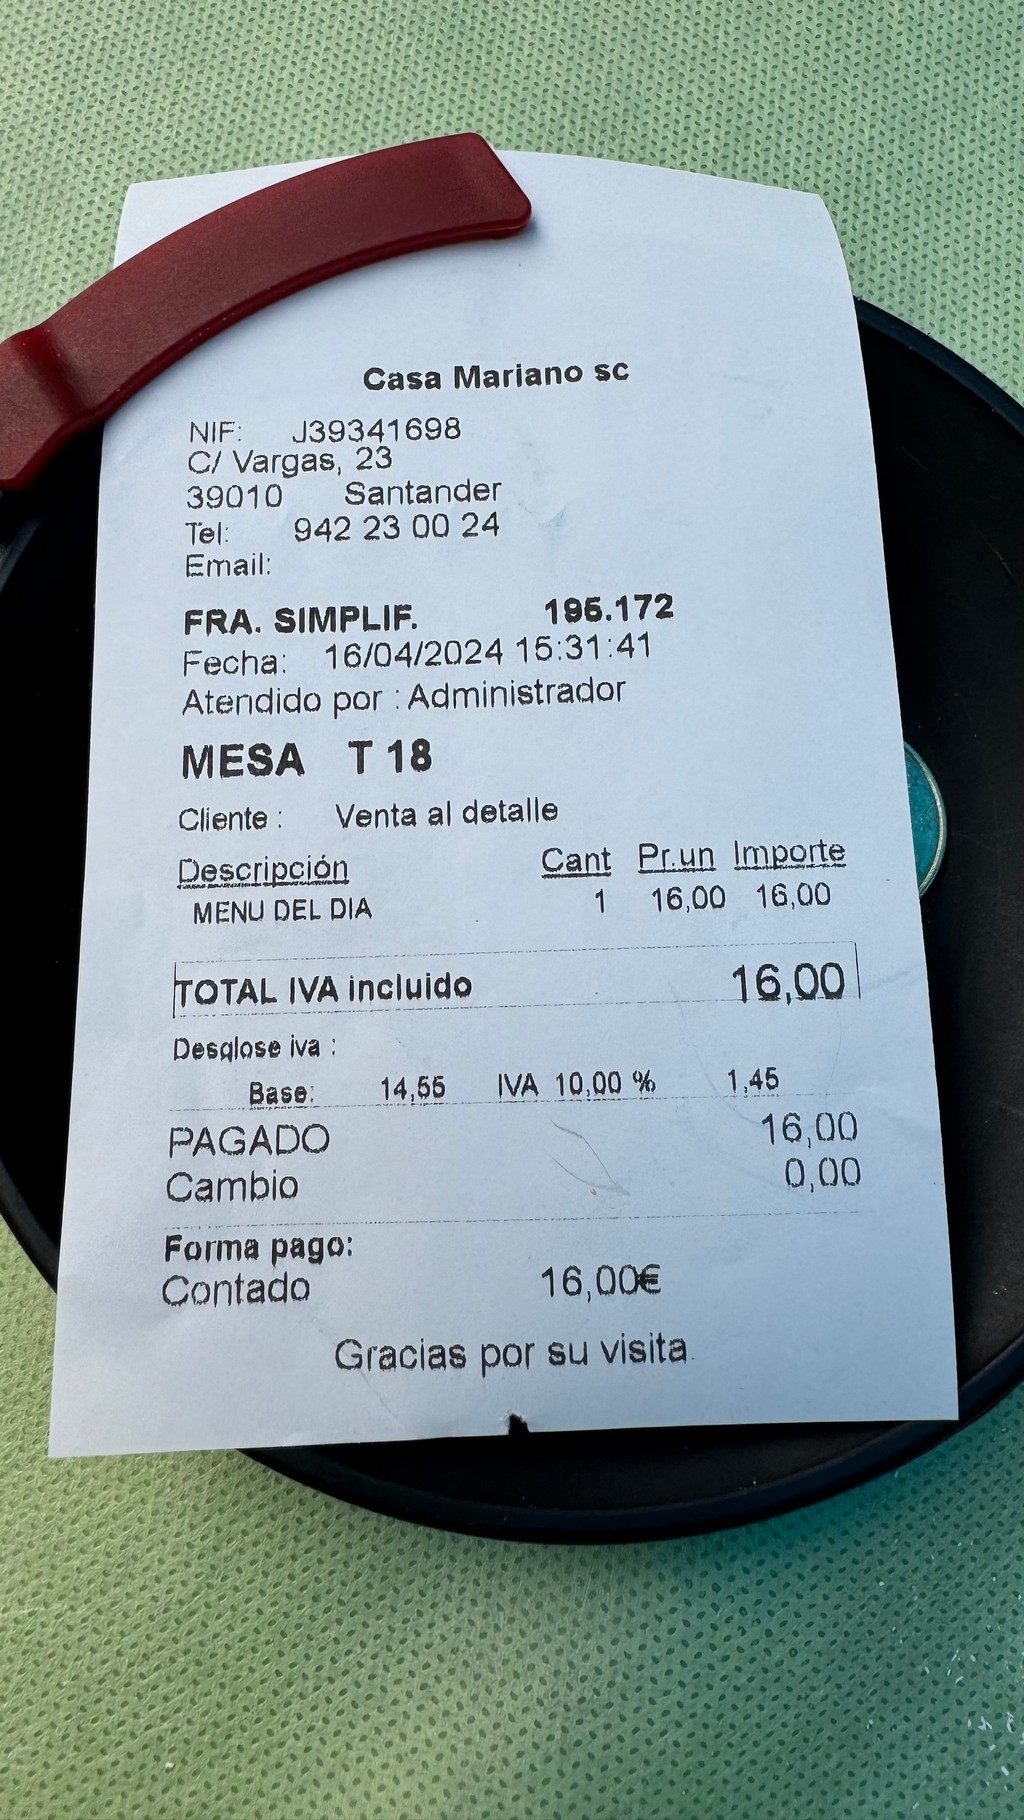 Casa Mariano sc
NIF: J39341698
C/ Vargas, 23
39010 Santander
Tel: 942 23 00 24
Email:
FRA. SIMPLIF. 195.172
Fecha: 16/04/2024 15:31:41
Atendido por : Administrador
MESA T 18
Cliente : Venta al detalle
Descripción Cant Pr.un Importe
MENU DEL DIA 1 16,00 16,00
TOTAL IVA incluido 16,00
Desglose iva :
Base: 14,55 IVA 10,00 % 1,45
PAGADO 16,00
Cambio 0,00
Forma pago:
Contado 16,00€
Gracias por su visita.